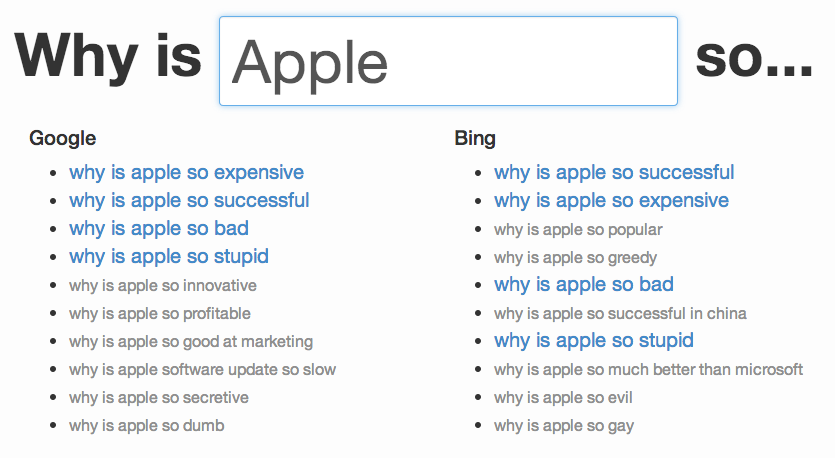 Why is Apple so...
Google
why is apple so expensive
why is apple so successful
why is apple so bad
why is apple so stupid
why is apple so innovative
why is apple so profitable
why is apple so good at marketing
why is apple software update so slow
why is apple so secretive
why is apple so dumb
Bing
why is apple so successful
why is apple so expensive
why is apple so popular
why is apple so greedy
why is apple so bad
why is apple so successful in china
why is apple so stupid
why is apple so much better than microsoft
why is apple so evil
why is apple so gay